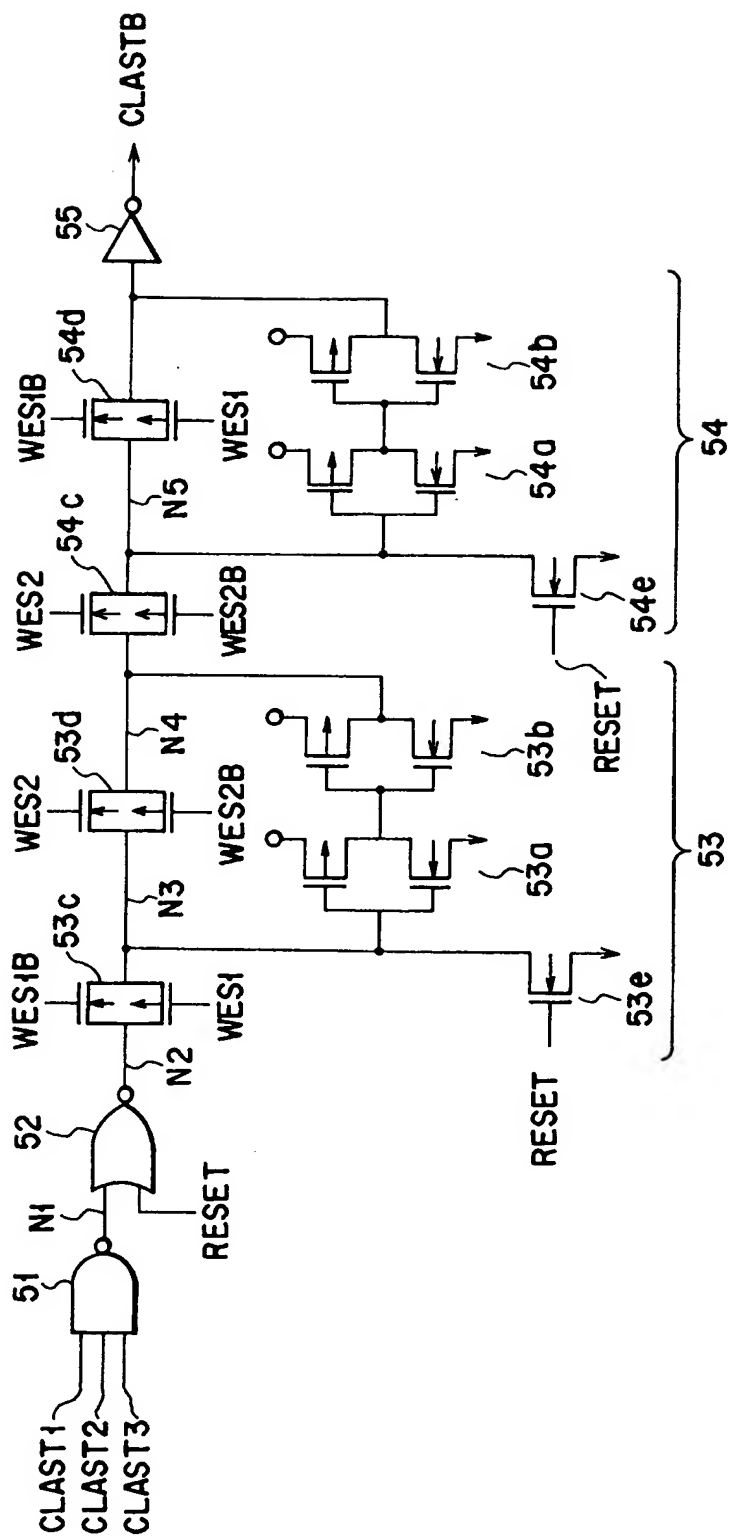 CLAST1
CLAST2
CLAST3
51
N1
RESET
52
N2
WES1B
53c
WES1
N3
WES2
53d
WES2B
N4
WES2
54c
WES2B
N5
WES1B
54d
WES1
55
CLASTB
53a
53b
54a
54b
RESET
53e
RESET
54e
53
54